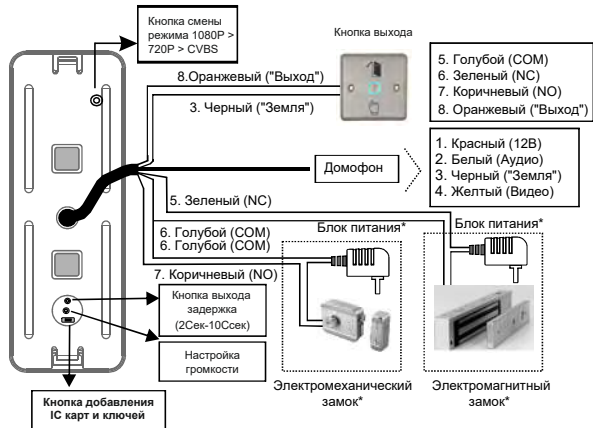 Кнопка смены
режима 1080P >
720P > CVBS
Кнопка выхода
8.Оранжевый ("Выход")
3. Черный ("Земля")
5. Голубой (COM)
6. Зеленый (NC)
7. Коричневый (NO)
8. Оранжевый ("Выход")
Домофон
1. Красный (12В)
2. Белый (Аудио)
3. Черный ("Земля")
4. Желтый (Видео)
5. Зеленый (NC)
6. Голубой (COM)
6. Голубой (COM)
7. Коричневый (NO)
Блок питания*
Блок питания*
Кнопка выхода
задержка
(2Сек-10Ссек)
Настройка
громкости
Кнопка добавления
IC карт и ключей
Электромеханический
замок*
Электромагнитный
замок*